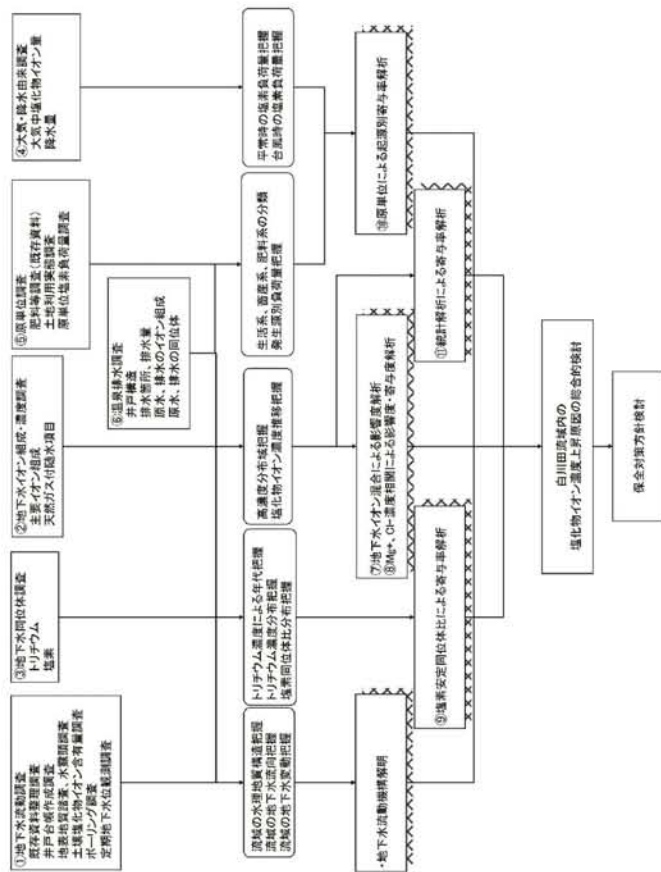 ①地下水流動調査
既存資料整理調査
井戸台帳作成調査
地表地質踏査、水露頭調査
土壌塩化物イオン含有量調査
ボーリング調査
定期地下水位観測調査
③地下水同位体調査
トリチウム
塩素
②地下水イオン組成・濃度調査
主要イオン組成
天然ガス付随水項目
⑤原単位調査
肥料等調査(既存資料)
土地利用実態調査
原単位塩素負荷量調査
④大気・降水由来調査
大気中塩化物イオン量
降水量
⑥温泉排水調査
井戸構造
排水箇所、排水量
原水、排水のイオン組成
原水、排水の同位体
流域の水理地質構造把握
流域の地下水流向把握
流域の地下水変動把握
トリチウム濃度による年代把握
トリチウム濃度分布把握
塩素同位体比分布把握
高濃度分布域把握
塩化物イオン濃度推移把握
生活系、畜産系、肥料系の分類
発生源別負荷量把握
平常時の塩素負荷量把握
台風時の塩素負荷量把握
・地下水流動機構解明
⑦地下水イオン混合による影響度解析
⑧Mg+、Cl-濃度相関による影響度・寄与度解析
⑩原単位による起源別寄与率解析
⑨塩素安定同位体比による寄与率解析
⑪統計解析による寄与率解析
白川田流域内の
塩化物イオン濃度上昇原因の総合的検討
保全対策方針検討